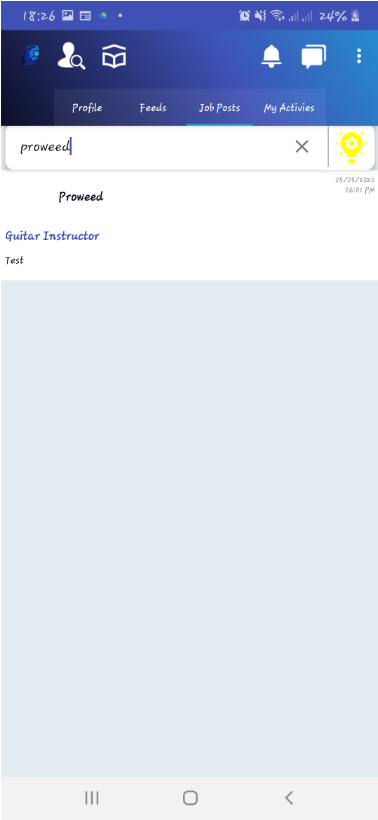 18:26 24%
Profile Feeds Job Posts My Activies
proweed
05/05/2020
06:01 PM
Proweed
Guitar Instructor
Test